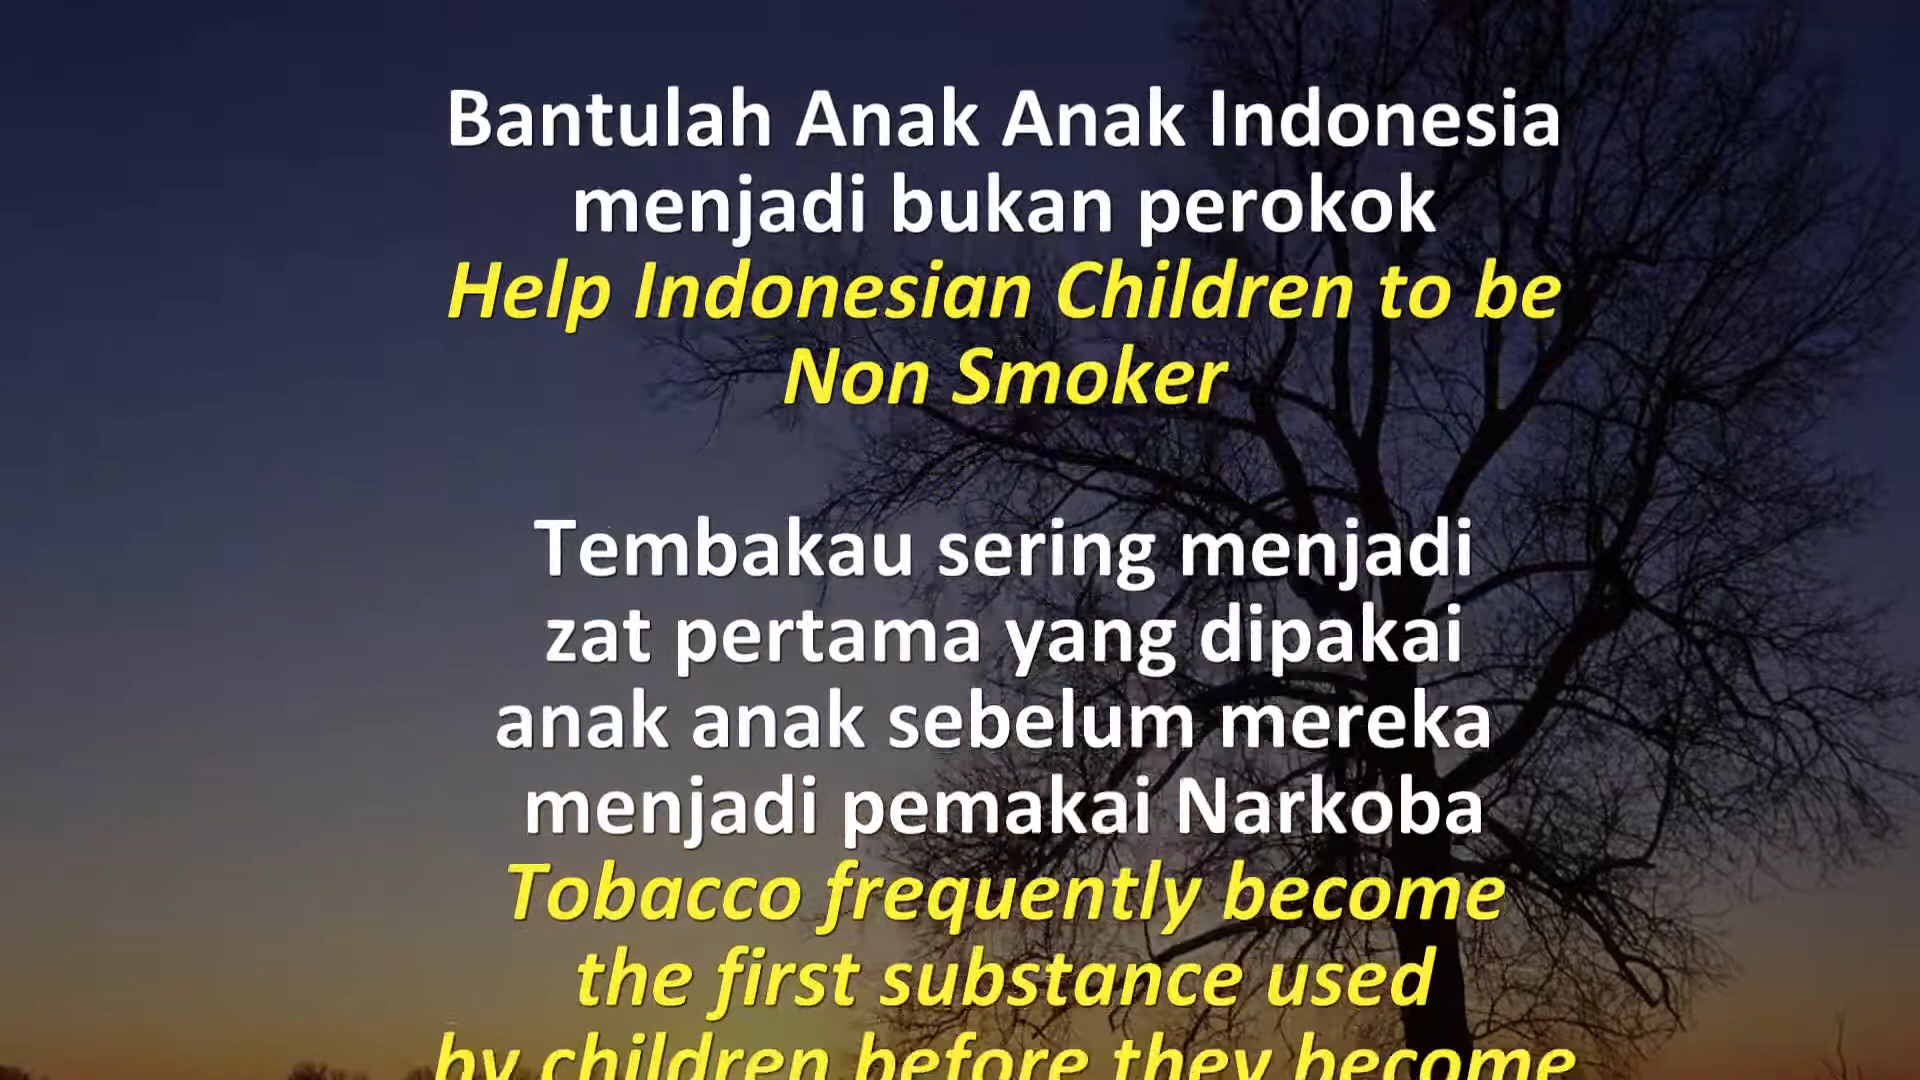 Bantulah Anak Anak Indonesia
menjadi bukan perokok
Help Indonesian Children to be
Non Smoker
Tembakau sering menjadi
zat pertama yang dipakai
anak anak sebelum mereka
menjadi pemakai Narkoba
Tobacco frequently become
the first substance used
by children before they become